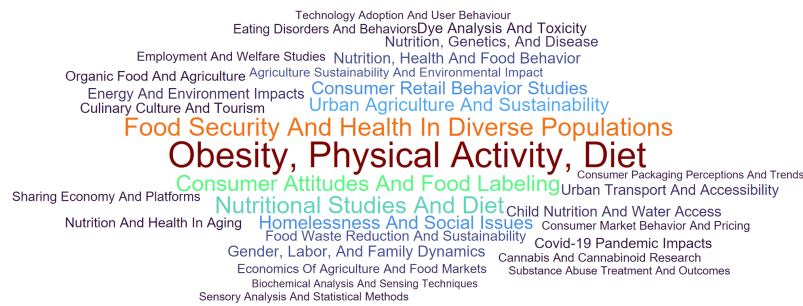 Technology Adoption And User Behaviour
Eating Disorders And Behaviors
Dye Analysis And Toxicity
Nutrition, Genetics, And Disease
Employment And Welfare Studies
Nutrition, Health And Food Behavior
Organic Food And Agriculture
Agriculture Sustainability And Environmental Impact
Energy And Environment Impacts
Consumer Retail Behavior Studies
Culinary Culture And Tourism
Urban Agriculture And Sustainability
Food Security And Health In Diverse Populations
Obesity, Physical Activity, Diet
Consumer Packaging Perceptions And Trends
Consumer Attitudes And Food Labeling
Urban Transport And Accessibility
Sharing Economy And Platforms
Nutritional Studies And Diet
Child Nutrition And Water Access
Nutrition And Health In Aging
Homelessness And Social Issues
Consumer Market Behavior And Pricing
Food Waste Reduction And Sustainability
Covid-19 Pandemic Impacts
Gender, Labor, And Family Dynamics
Cannabis And Cannabinoid Research
Economics Of Agriculture And Food Markets
Substance Abuse Treatment And Outcomes
Biochemical Analysis And Sensing Techniques
Sensory Analysis And Statistical Methods